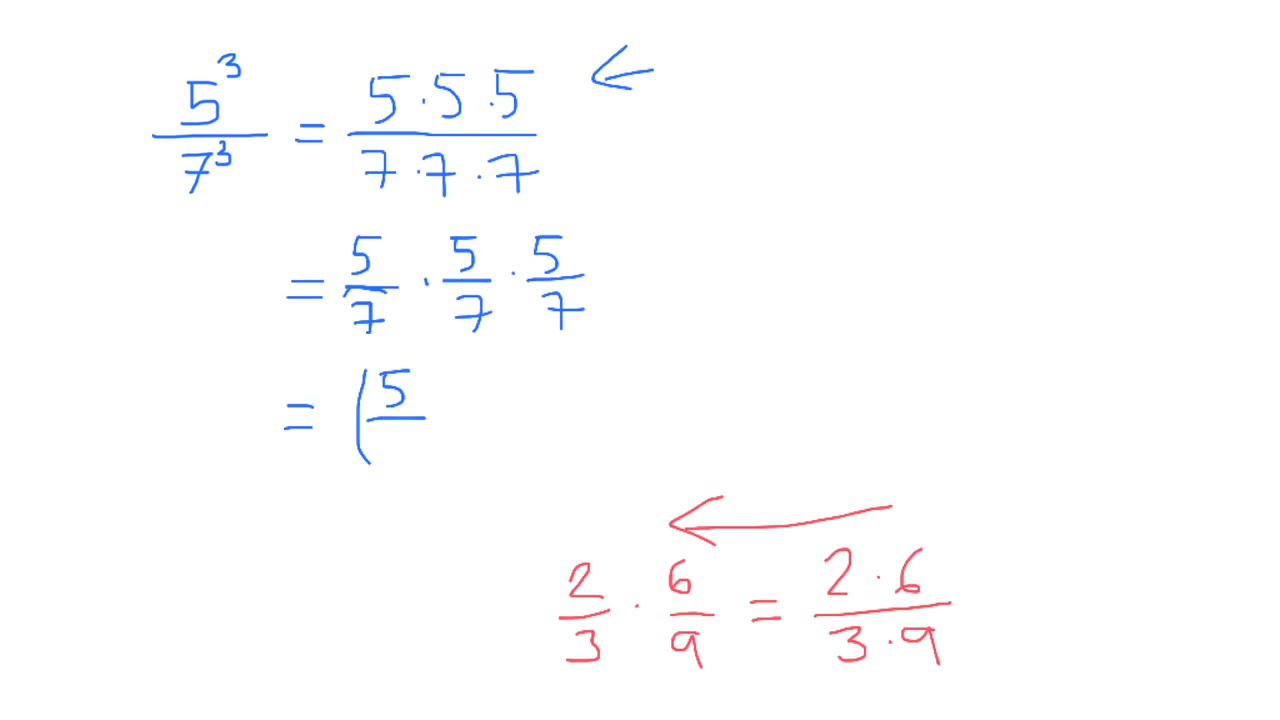 5³/7³ = 5·5·5/7·7·7
= 5/7 · 5/7 · 5/7
= (5/
2/3 · 6/9 = 2·6/3·9